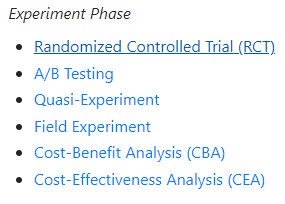 Experiment Phase
Randomized Controlled Trial (RCT)
A/B Testing
Quasi-Experiment
Field Experiment
Cost-Benefit Analysis (CBA)
Cost-Effectiveness Analysis (CEA)